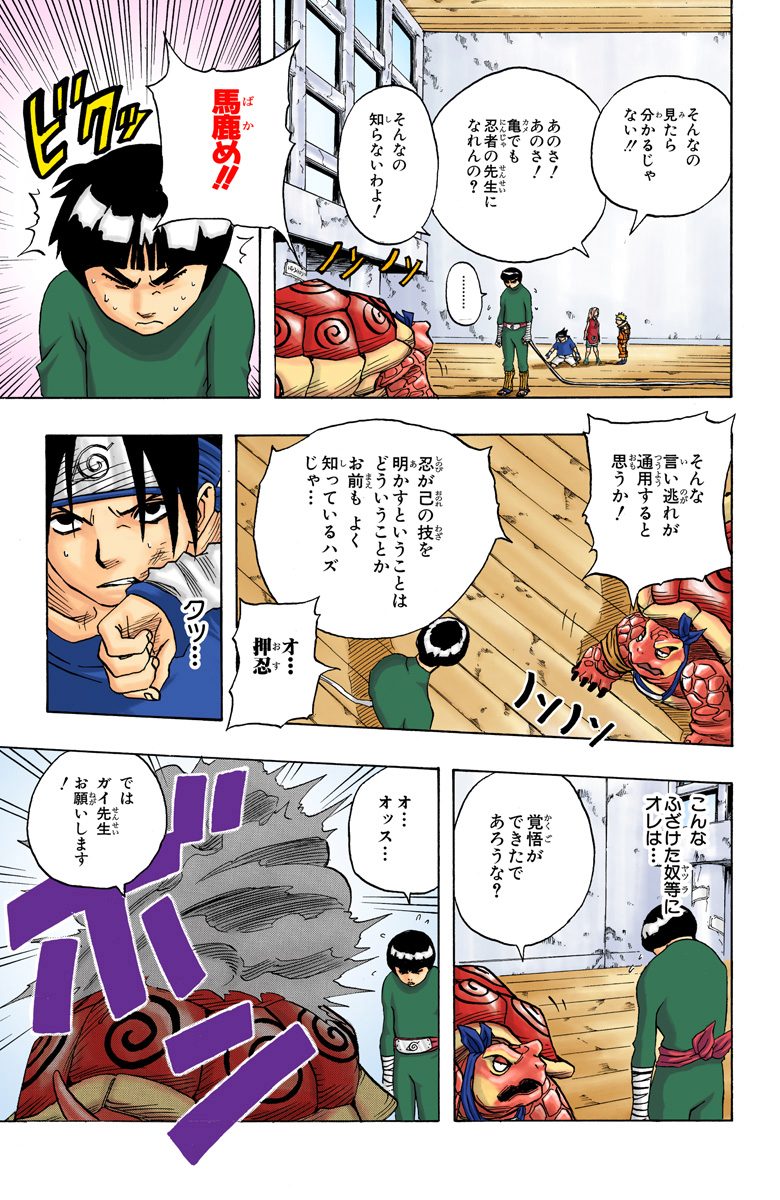 そんなの
見たら
分かるじゃ
ない!!
あのさ!
あのさ!
亀でも
忍者の先生に
なれんの?
そんなの
知らないわよ!
………
ノソノソ
馬鹿め!!
ビクッ
そんな
言い逃れが
通用すると
思うか!
ノソノソ
忍が己の技を
明かすということは
どういうことか
お前も よく
知っているハズ
じゃ…
オ…
押忍
クッ…
こんな
ふざけた奴等に
オレは…
覚悟が
できたで
あろうな?
オ…
オッス…
では
ガイ先生
お願いします
!
ボン